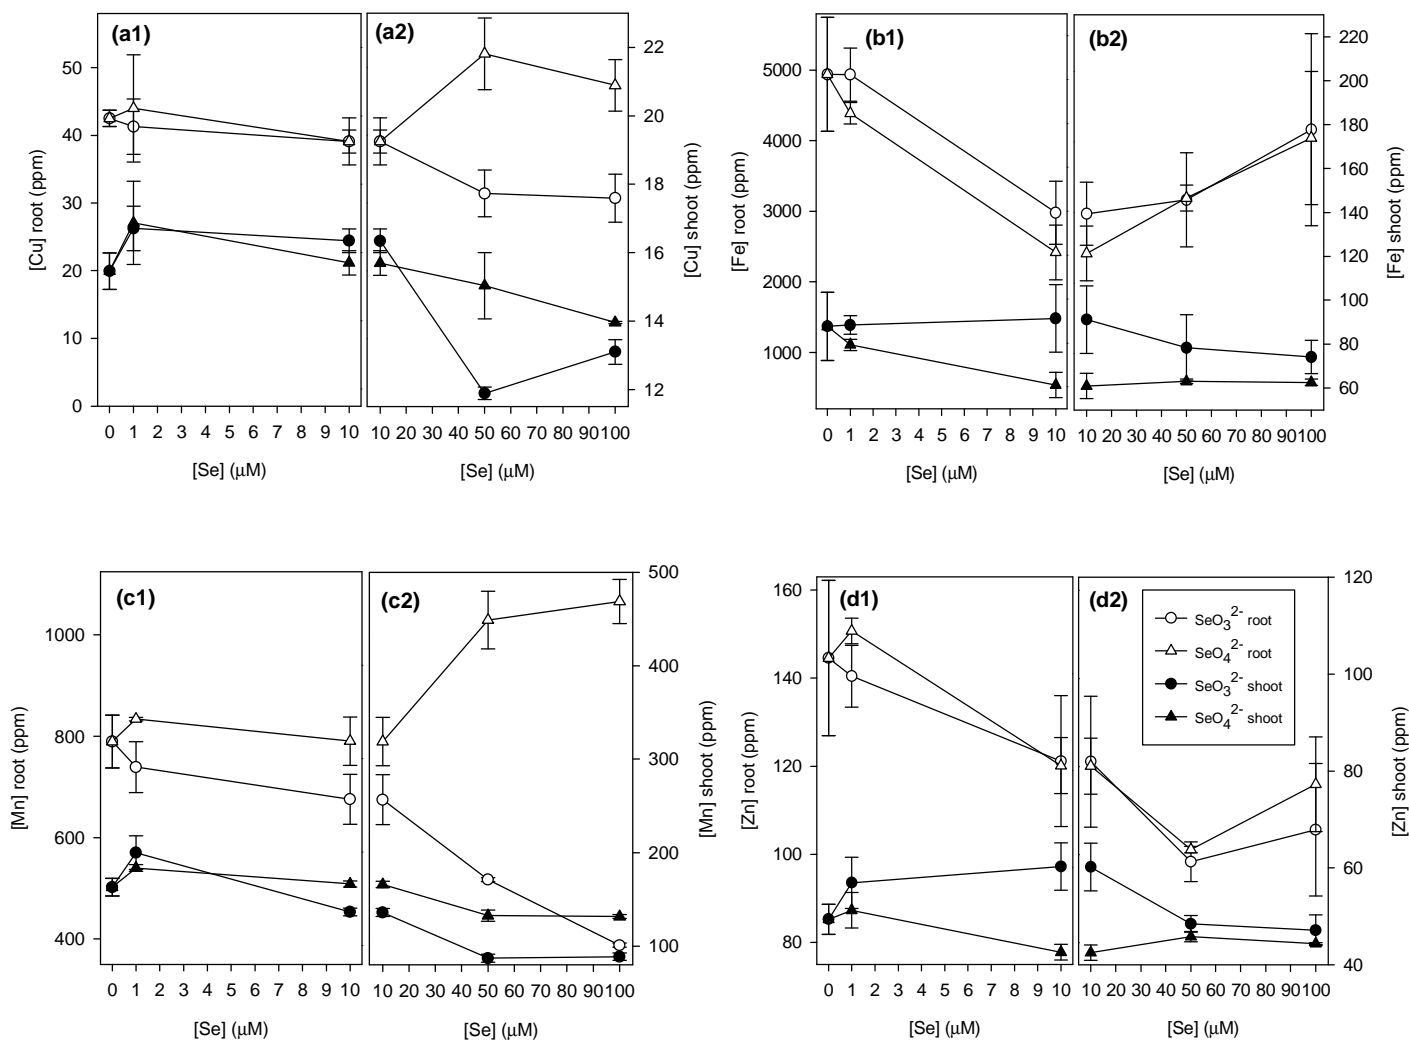 (a1)
(a2)
50
40
30
20
10
0
[Cu] root (ppm)
22
20
18
16
14
12
[Cu] shoot (ppm)
0 1 2 3 4 5 6 7 8 9 10
10 20 30 40 50 60 70 80 90 100
[Se] (μM)
[Se] (μM)
(b1)
(b2)
5000
4000
3000
2000
1000
[Fe] root (ppm)
220
200
180
160
140
120
100
80
60
[Fe] shoot (ppm)
0 1 2 3 4 5 6 7 8 9 10
10 20 30 40 50 60 70 80 90 100
[Se] (μM)
[Se] (μM)
(c1)
(c2)
1000
800
600
400
[Mn] root (ppm)
500
400
300
200
100
[Mn] shoot (ppm)
0 1 2 3 4 5 6 7 8 9 10
10 20 30 40 50 60 70 80 90 100
[Se] (μM)
[Se] (μM)
(d1)
(d2)
160
140
120
100
80
[Zn] root (ppm)
SeO3 2- root
SeO4 2- root
SeO3 2- shoot
SeO4 2- shoot
120
100
80
60
40
[Zn] shoot (ppm)
0 1 2 3 4 5 6 7 8 9 10
10 20 30 40 50 60 70 80 90 100
[Se] (μM)
[Se] (μM)